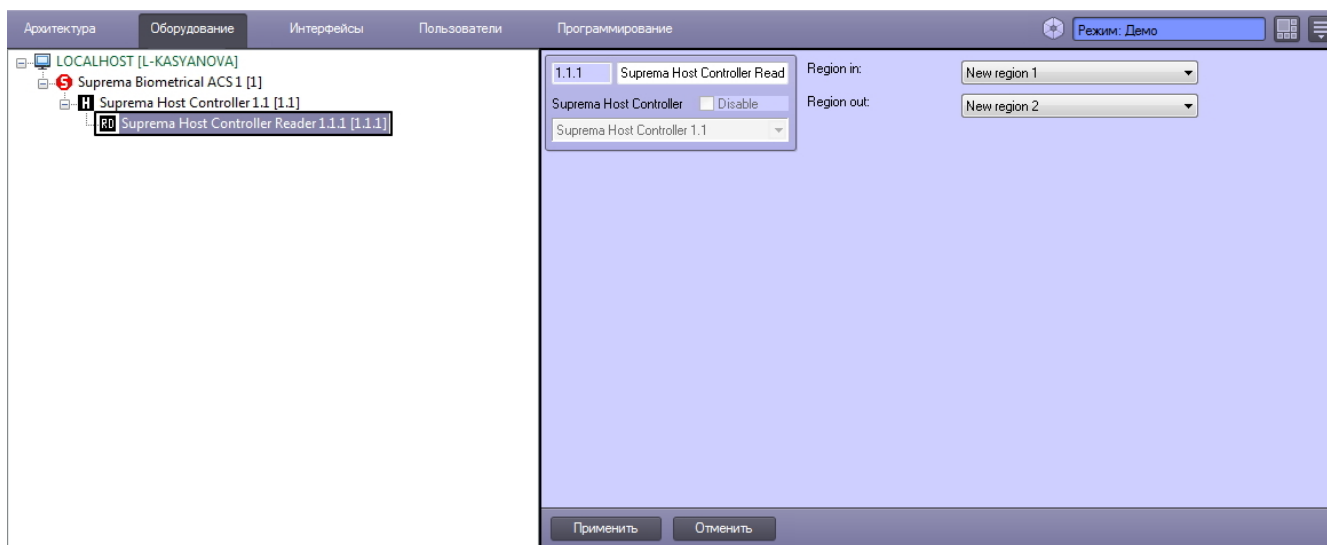 Архитектура Оборудование Интерфейсы Пользователи Программирование Режим: Демо
LOCALHOST [L-KASYANOVA]
S Suprema Biometrical ACS 1 [1]
H Suprema Host Controller 1.1 [1.1]
RD Suprema Host Controller Reader 1.1.1 [1.1.1]
1.1.1 Suprema Host Controller Read
Suprema Host Controller Disable
Suprema Host Controller 1.1
Region in: New region 1
Region out: New region 2
Применить Отменить